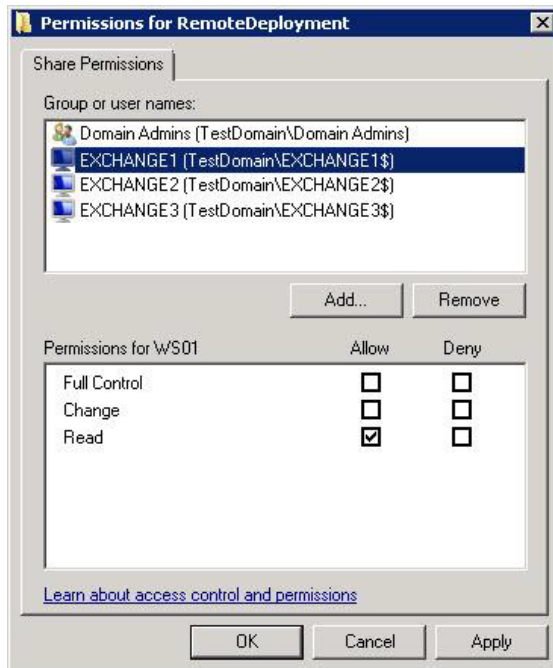 Permissions for RemoteDeployment
Share Permissions
Group or user names:
Domain Admins (TestDomain\Domain Admins)
EXCHANGE1 (TestDomain\EXCHANGE1$)
EXCHANGE2 (TestDomain\EXCHANGE2$)
EXCHANGE3 (TestDomain\EXCHANGE3$)
Add... Remove
Permissions for WS01 Allow Deny
Full Control
Change
Read
Learn about access control and permissions
OK Cancel Apply